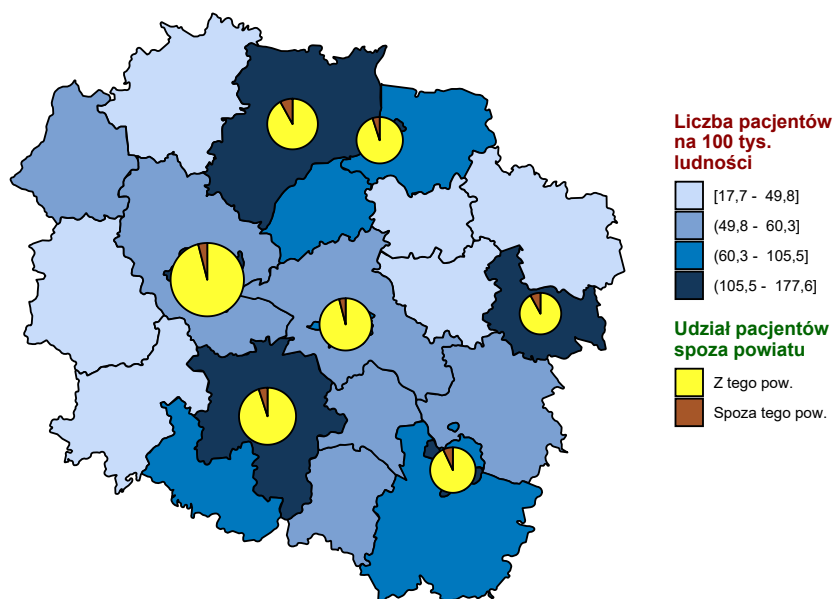 Liczba pacjentów
na 100 tys.
ludności
[17,7 - 49,8]
(49,8 - 60,3]
(60,3 - 105,5]
(105,5 - 177,6]
Udział pacjentów
spoza powiatu
Z tego pow.
Spoza tego pow.